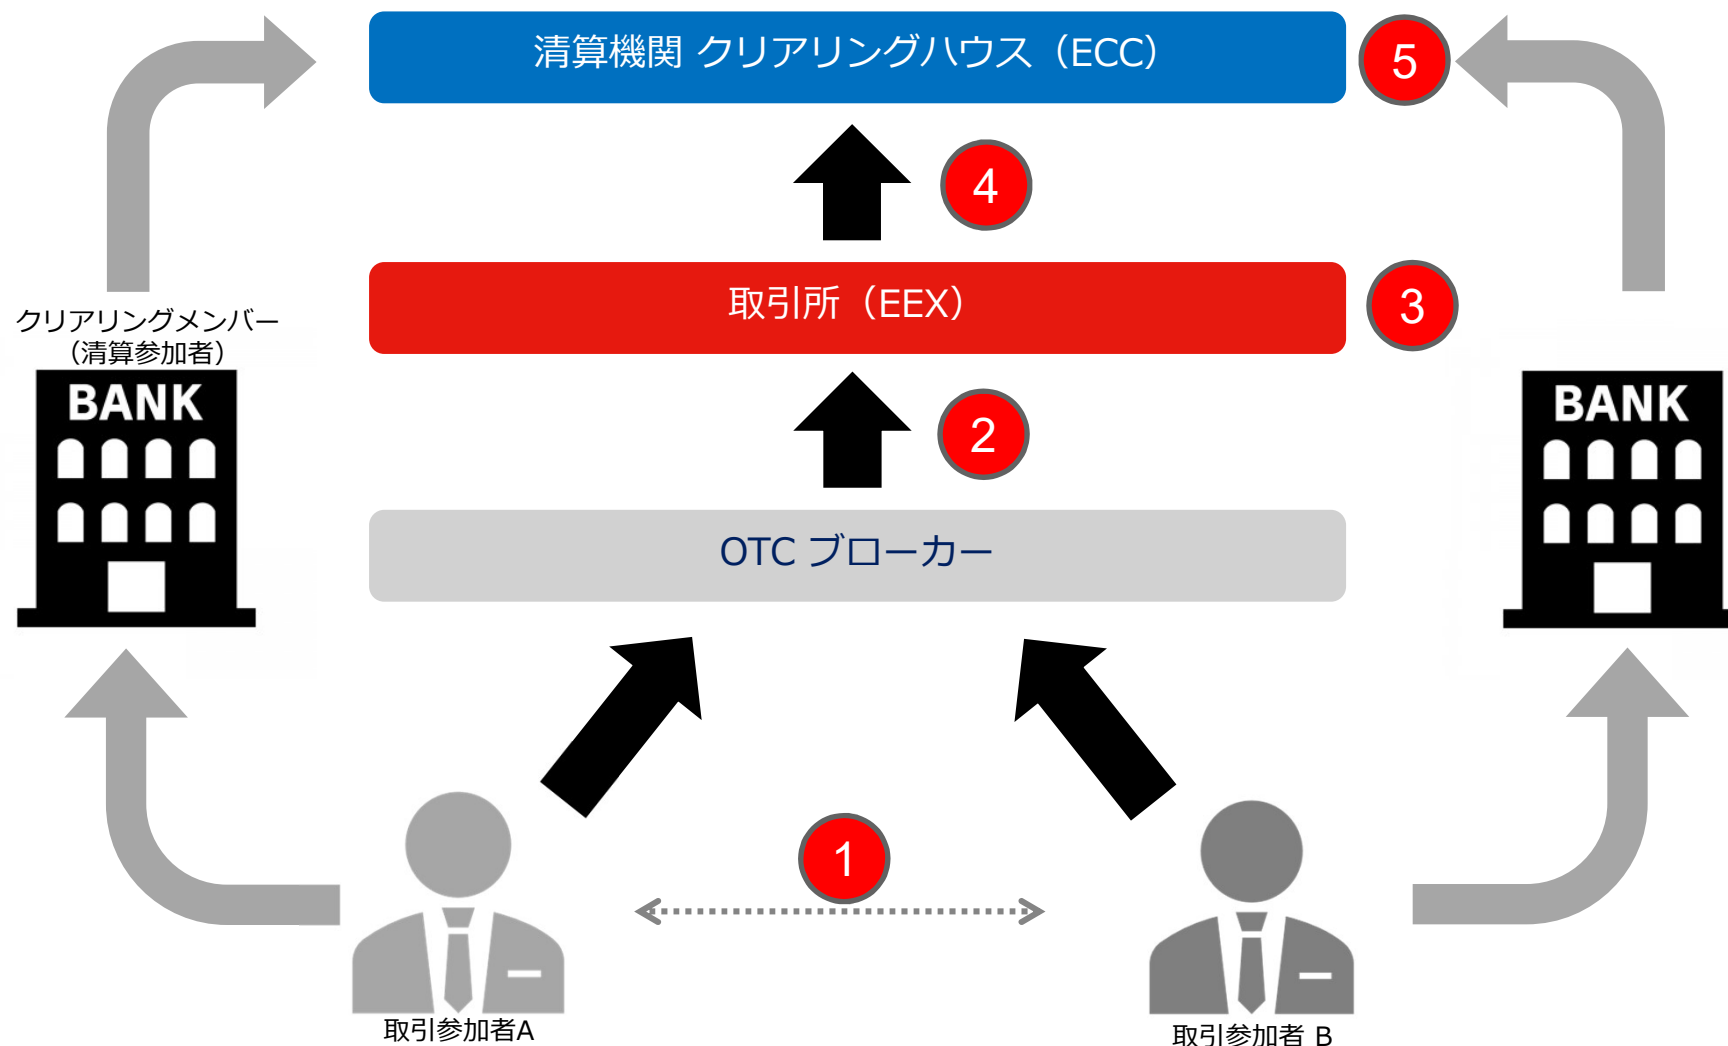 清算機関 クリアリングハウス（ECC）
5
4
取引所（EEX）
3
クリアリングメンバー
（清算参加者）
BANK
BANK
2
OTC ブローカー
1
取引参加者A
取引参加者 B